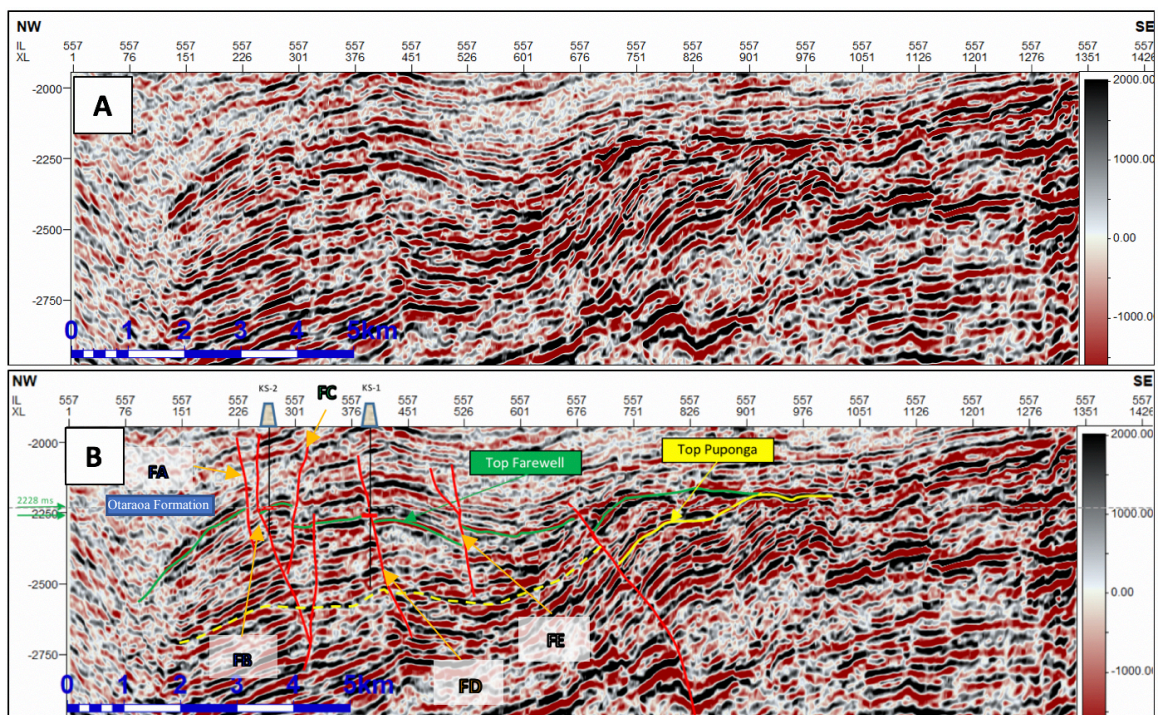 NW SE
IL 557 557 557 557 557 557 557 557 557 557 557 557 557 557 557 557 557 557 557 557
XL 1 76 151 226 301 376 451 526 601 676 751 826 901 976 1051 1126 1201 1276 1351 1426
A
-2000
-2250
-2500
-2750
2000.00
1000.00
0.00
-1000.00
0 1 2 3 4 5km
NW SE
KS-2 FC KS-1
IL 557 557 557 557 557 557 557 557 557 557 557 557 557 557 557 557 557 557 557 557
XL 1 76 151 226 301 376 451 526 601 676 751 826 901 976 1051 1126 1201 1276 1351 1426
B
-2000
FA
Top Farewell
Top Puponga
2228 ms
Otaraoa Formation
2250
-2500
-2750
FB
FD
FE
2000.00
1000.00
0.00
-1000.00
0 1 2 3 4 5km